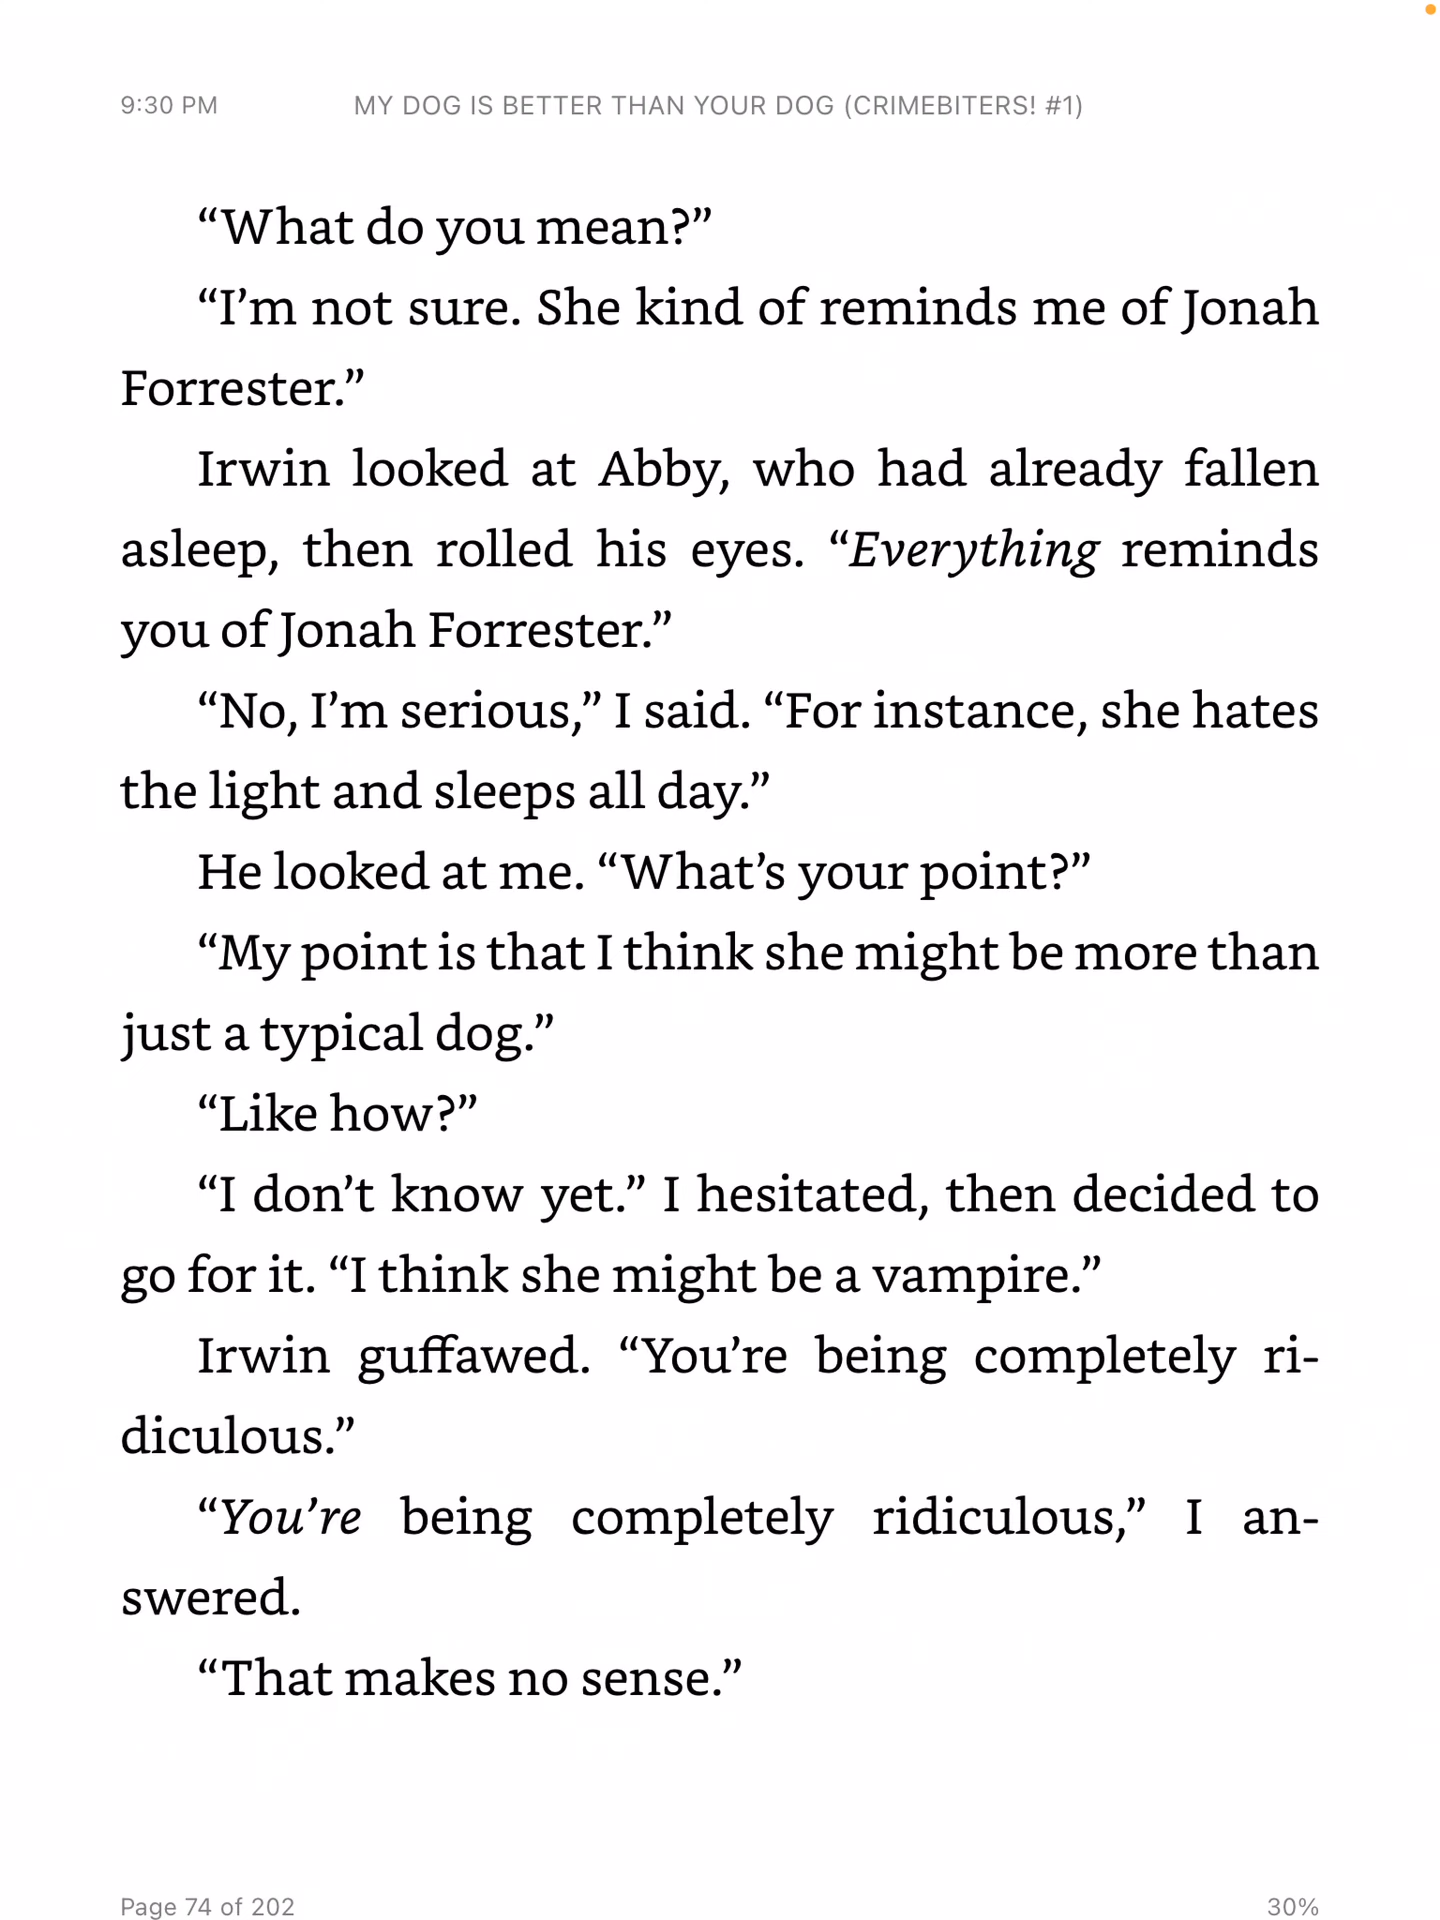 9:30 PM MY DOG IS BETTER THAN YOUR DOG (CRIMEBITERS! #1)
“What do you mean?”
“I’m not sure. She kind of reminds me of Jonah
Forrester.”
Irwin looked at Abby, who had already fallen
asleep, then rolled his eyes. “Everything reminds
you of Jonah Forrester.”
“No, I’m serious,” I said. “For instance, she hates
the light and sleeps all day.”
He looked at me. “What’s your point?”
“My point is that I think she might be more than
just a typical dog.”
“Like how?”
“I don’t know yet.” I hesitated, then decided to
go for it. “I think she might be a vampire.”
Irwin guffawed. “You’re being completely ri-
diculous.”
“You’re being completely ridiculous,” I an-
swered.
“That makes no sense.”
Page 74 of 202 30%